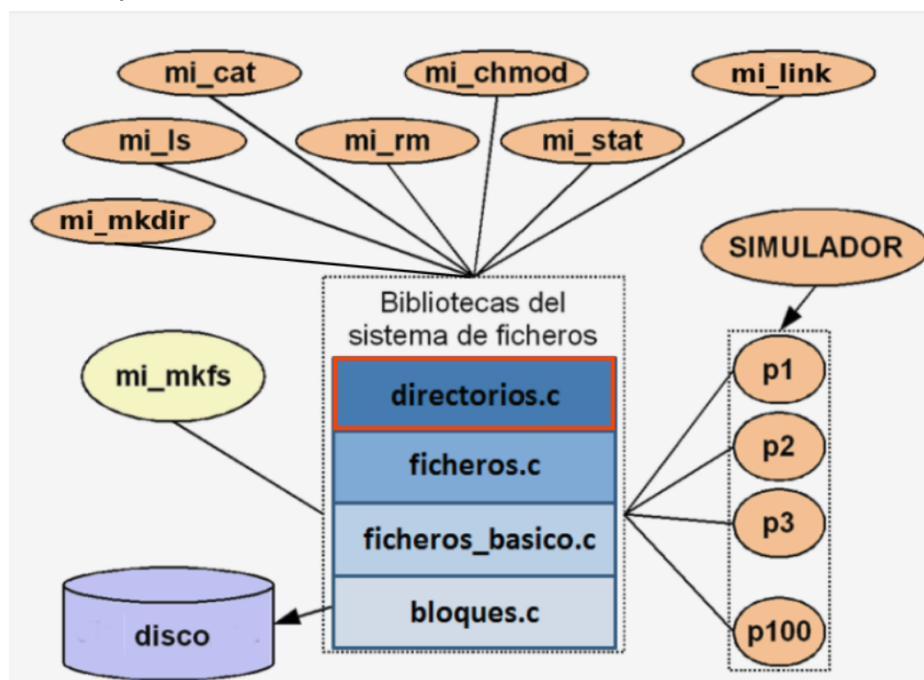 mi_cat
mi_chmod
mi_link
mi_ls
mi_rm
mi_stat
mi_mkdir
SIMULADOR
Bibliotecas del
sistema de ficheros
mi_mkfs
directorios.c
ficheros.c
ficheros_basico.c
bloques.c
disco
p1
p2
p3
p100